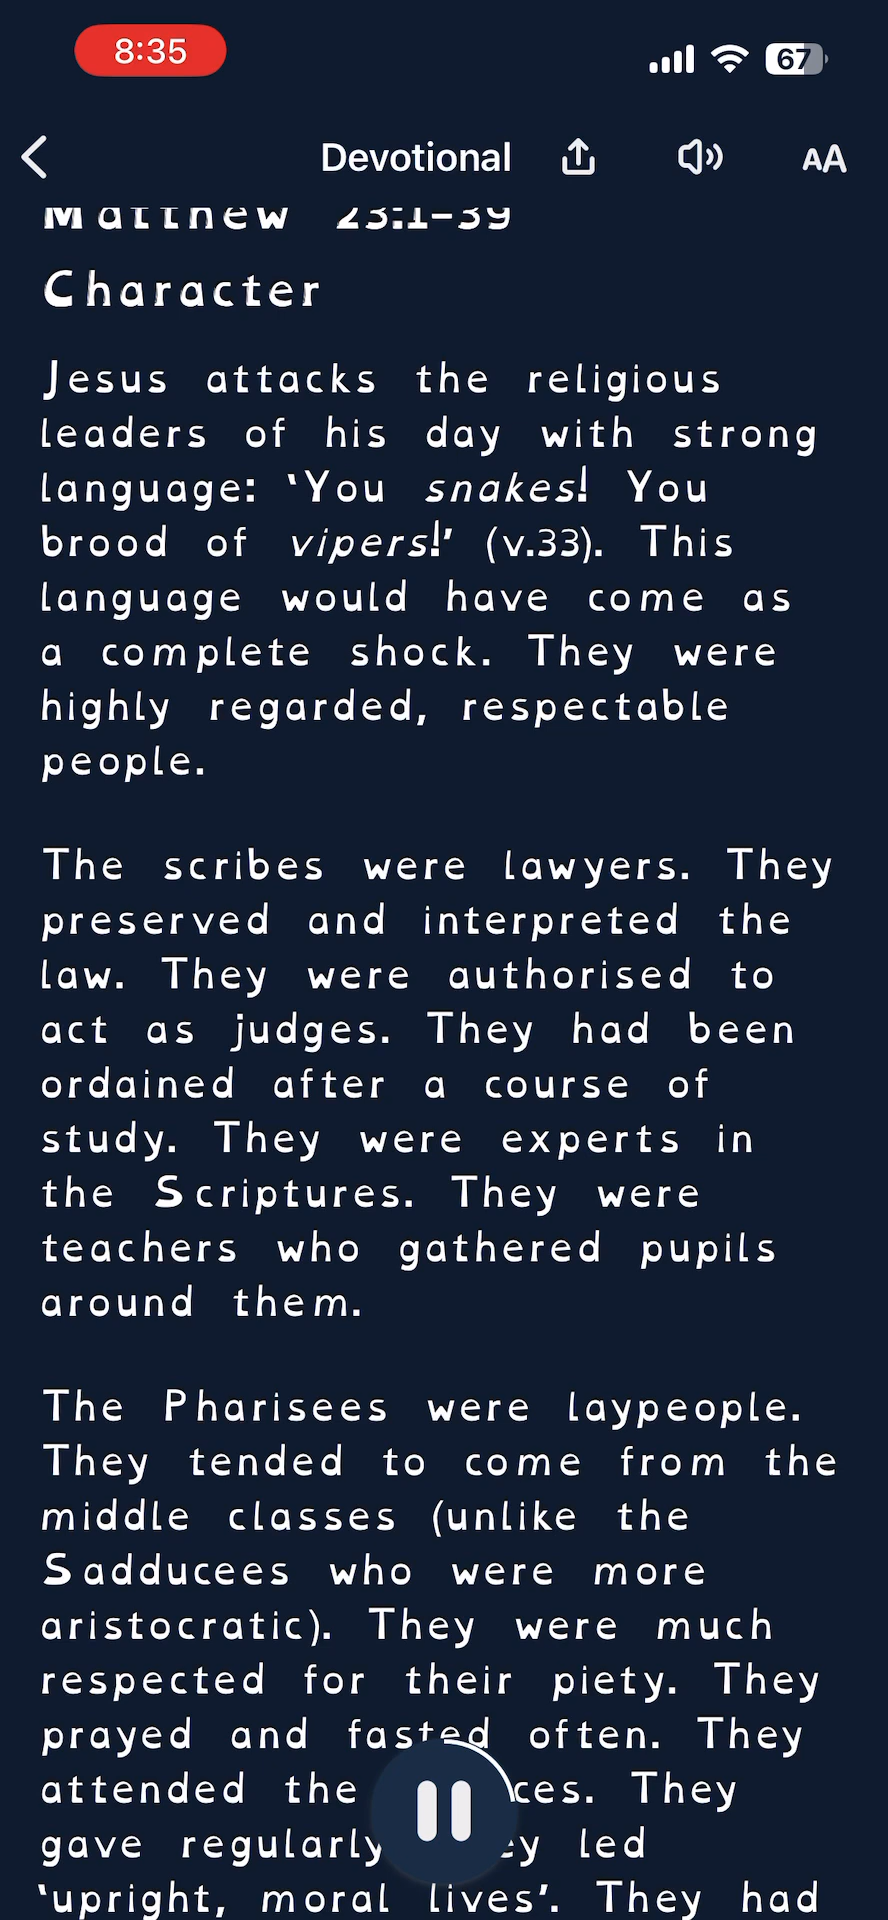 8:35
67
Devotional
AA
Matthew 23:1-39
Character
Jesus attacks the religious
leaders of his day with strong
language: ‘You snakes! You
brood of vipers!’ (v.33). This
language would have come as
a complete shock. They were
highly regarded, respectable
people.
The scribes were lawyers. They
preserved and interpreted the
law. They were authorised to
act as judges. They had been
ordained after a course of
study. They were experts in
the Scriptures. They were
teachers who gathered pupils
around them.
The Pharisees were laypeople.
They tended to come from the
middle classes (unlike the
Sadducees who were more
aristocratic). They were much
respected for their piety. They
prayed and fasted often. They
attended the They
gave regularly led
‘upright, moral lives’. They had